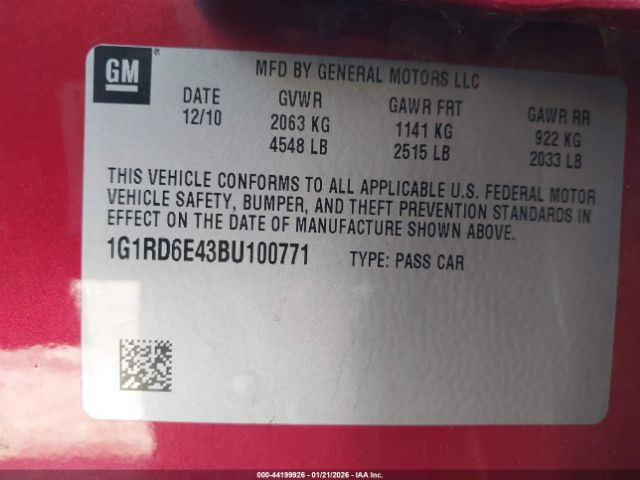 GM
MFD BY GENERAL MOTORS LLC
DATE GVWR GAWR FRT GAWR RR
12/10 2063 KG 1141 KG 922 KG
4548 LB 2515 LB 2033 LB
THIS VEHICLE CONFORMS TO ALL APPLICABLE U.S. FEDERAL MOTOR
VEHICLE SAFETY, BUMPER, AND THEFT PREVENTION STANDARDS IN
EFFECT ON THE DATE OF MANUFACTURE SHOWN ABOVE.
1G1RD6E43BU100771 TYPE: PASS CAR
000-44199926 | 01/21/2026 | IAA Inc.